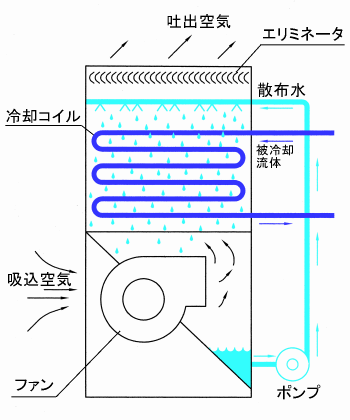 吐出空気
エリミネータ
散布水
冷却コイル
被冷却
流体
吸込空気
ファン
ポンプ